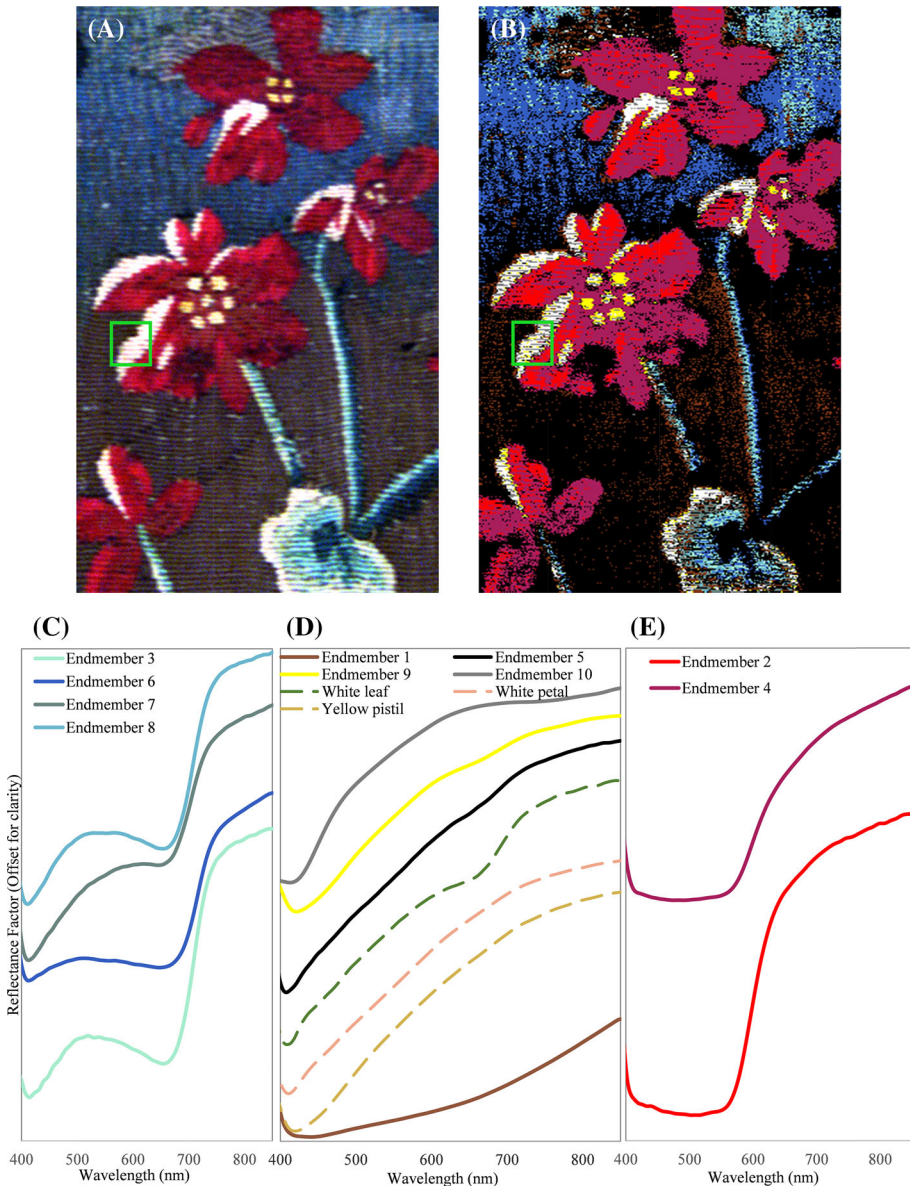 (A)
(B)
(C)
(D)
(E)
Endmember 3
Endmember 6
Endmember 7
Endmember 8
Endmember 1
Endmember 5
Endmember 9
Endmember 10
White leaf
White petal
Yellow pistil
Endmember 2
Endmember 4
Reflectance Factor (Offset for clarity)
400 500 600 700 800
Wavelength (nm)
400 500 600 700 800
Wavelength (nm)
400 500 600 700 800
Wavelength (nm)